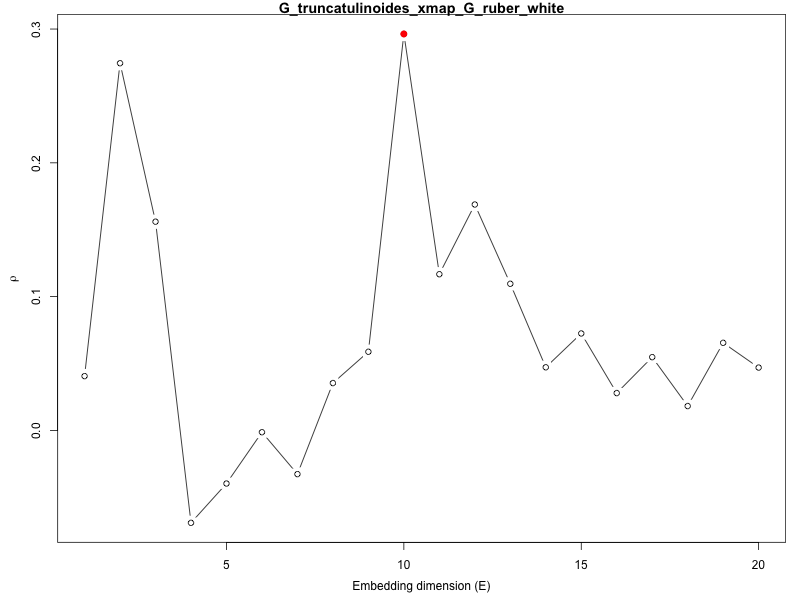 G_truncatulinoides_xmap_G_ruber_white
0.3
0.2
0.1
0.0
ρ
5 10 15 20
Embedding dimension (E)